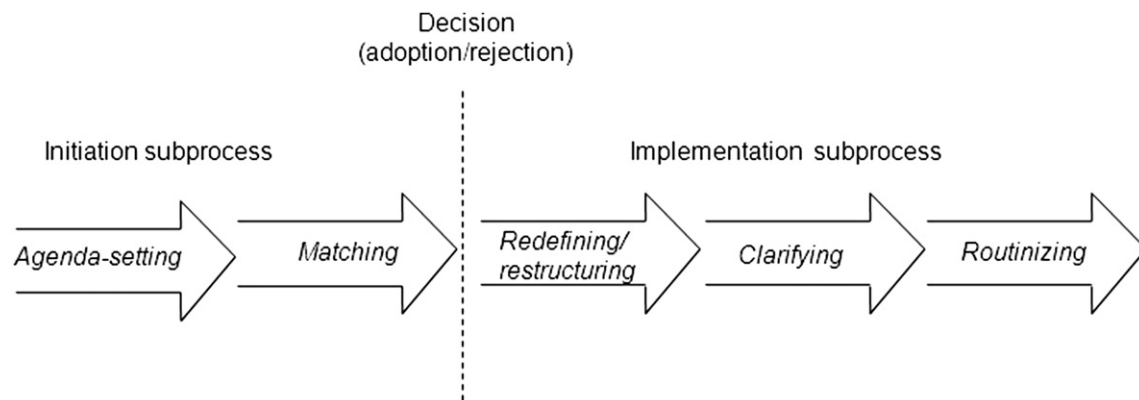 Decision
(adoption/rejection)
Initiation subprocess
Implementation subprocess
Agenda-setting
Matching
Redefining/
restructuring
Clarifying
Routinizing